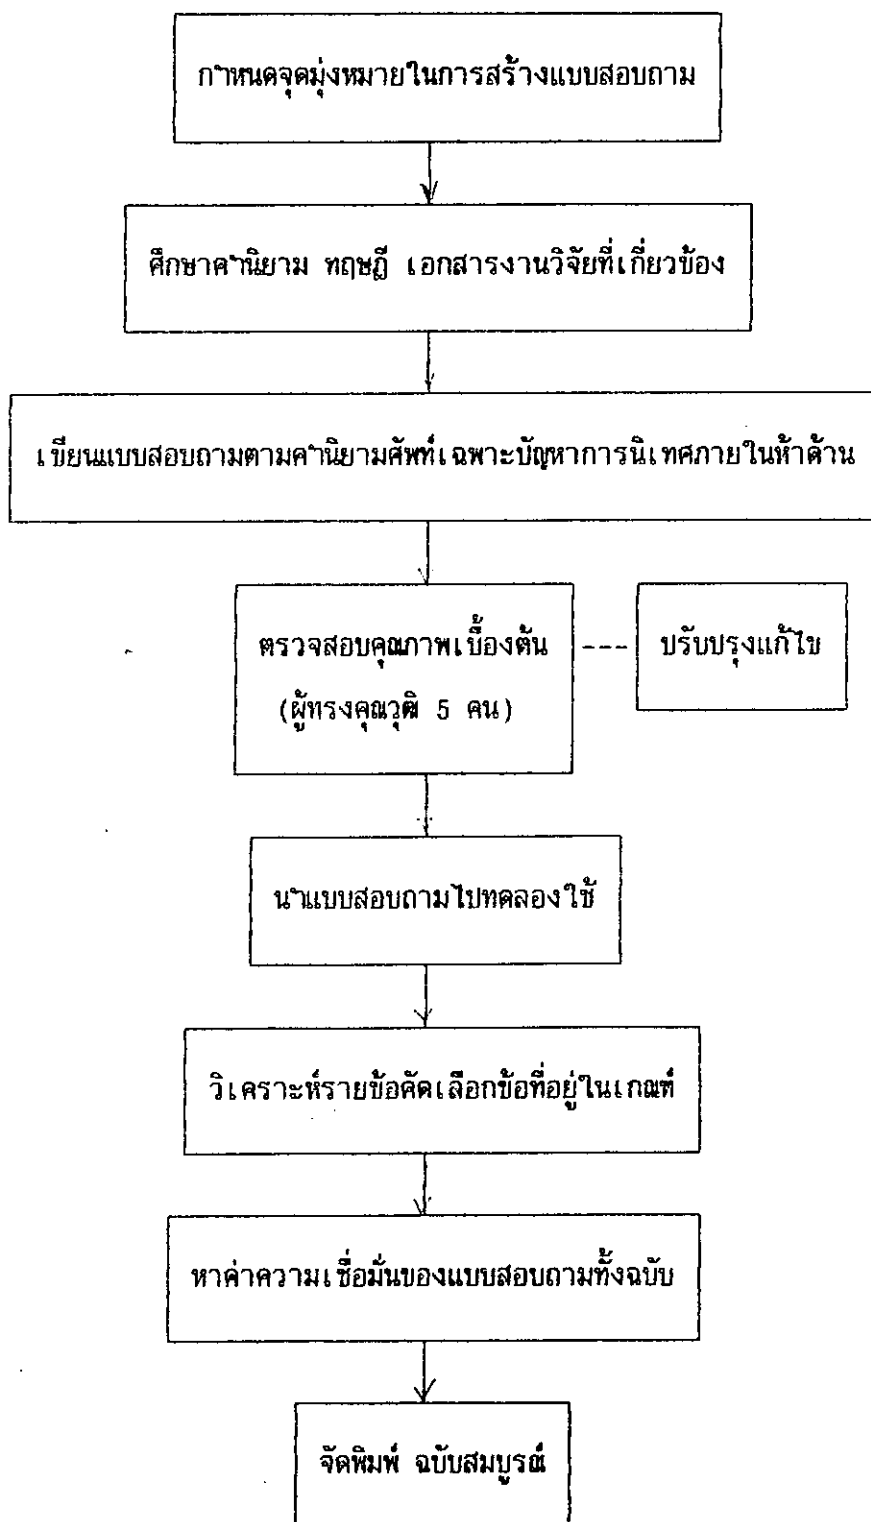 กำหนดจุดมุ่งหมายในการสร้างแบบสอบถาม
ศึกษาคำนิยาม ทฤษฎี เอกสารงานวิจัยที่เกี่ยวข้อง
เขียนแบบสอบถามตามคำนิยามศัพท์เฉพาะปัญหาการนิเทศภายในห้าด้าน
ตรวจสอบคุณภาพเบื้องต้น --- ปรับปรุงแก้ไข
(ผู้ทรงคุณวุฒิ 5 คน)
นำแบบสอบถามไปทดลองใช้
วิเคราะห์รายข้อคัดเลือกข้อที่อยู่ในเกณฑ์
หาค่าความเชื่อมั่นของแบบสอบถามทั้งฉบับ
จัดพิมพ์ ฉบับสมบูรณ์